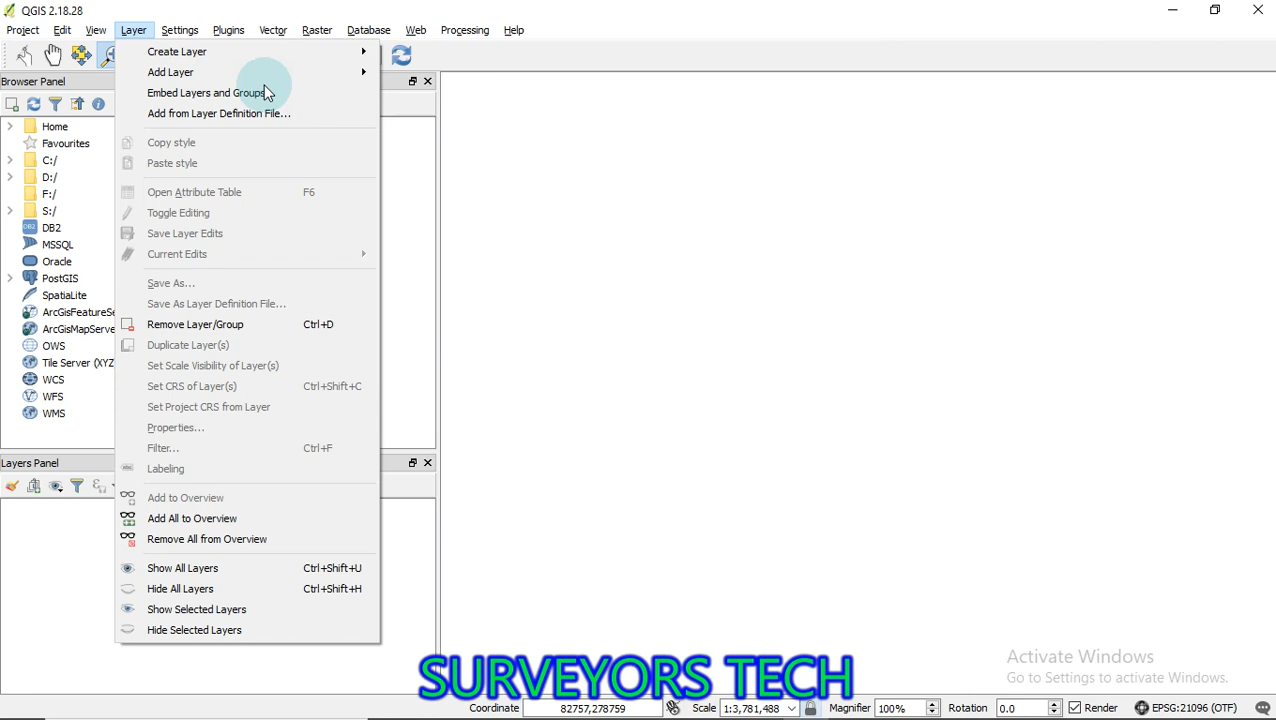 QGIS 2.18.28
Project Edit View Layer Settings Plugins Vector Raster Database Web Processing Help
Create Layer
Add Layer
Browser Panel
Embed Layers and Groups
Add from Layer Definition File...
Home
Favourites
Copy style
C:/
Paste style
D:/
F:/
Open Attribute Table F6
S:/
Toggle Editing
DB2
Save Layer Edits
MSSQL
Current Edits
Oracle
PostGIS
Save As...
SpatiaLite
Save As Layer Definition File...
ArcGisFeatureSe
Remove Layer/Group Ctrl+D
ArcGisMapServe
Duplicate Layer(s)
OWS
Tile Server (XYZ
Set Scale Visibility of Layer(s)
WCS
Set CRS of Layer(s) Ctrl+Shift+C
WFS
Set Project CRS from Layer
WMS
Properties...
Filter... Ctrl+F
Layers Panel
Labeling
Add to Overview
Add All to Overview
Remove All from Overview
Show All Layers Ctrl+Shift+U
Hide All Layers Ctrl+Shift+H
Show Selected Layers
Hide Selected Layers
Activate Windows
Go to Settings to activate Windows.
SURVEYORS TECH
Coordinate 82757,278759 Scale 1:3,781,488 Magnifier 100% Rotation 0.0 Render EPSG:21096 (OTF)